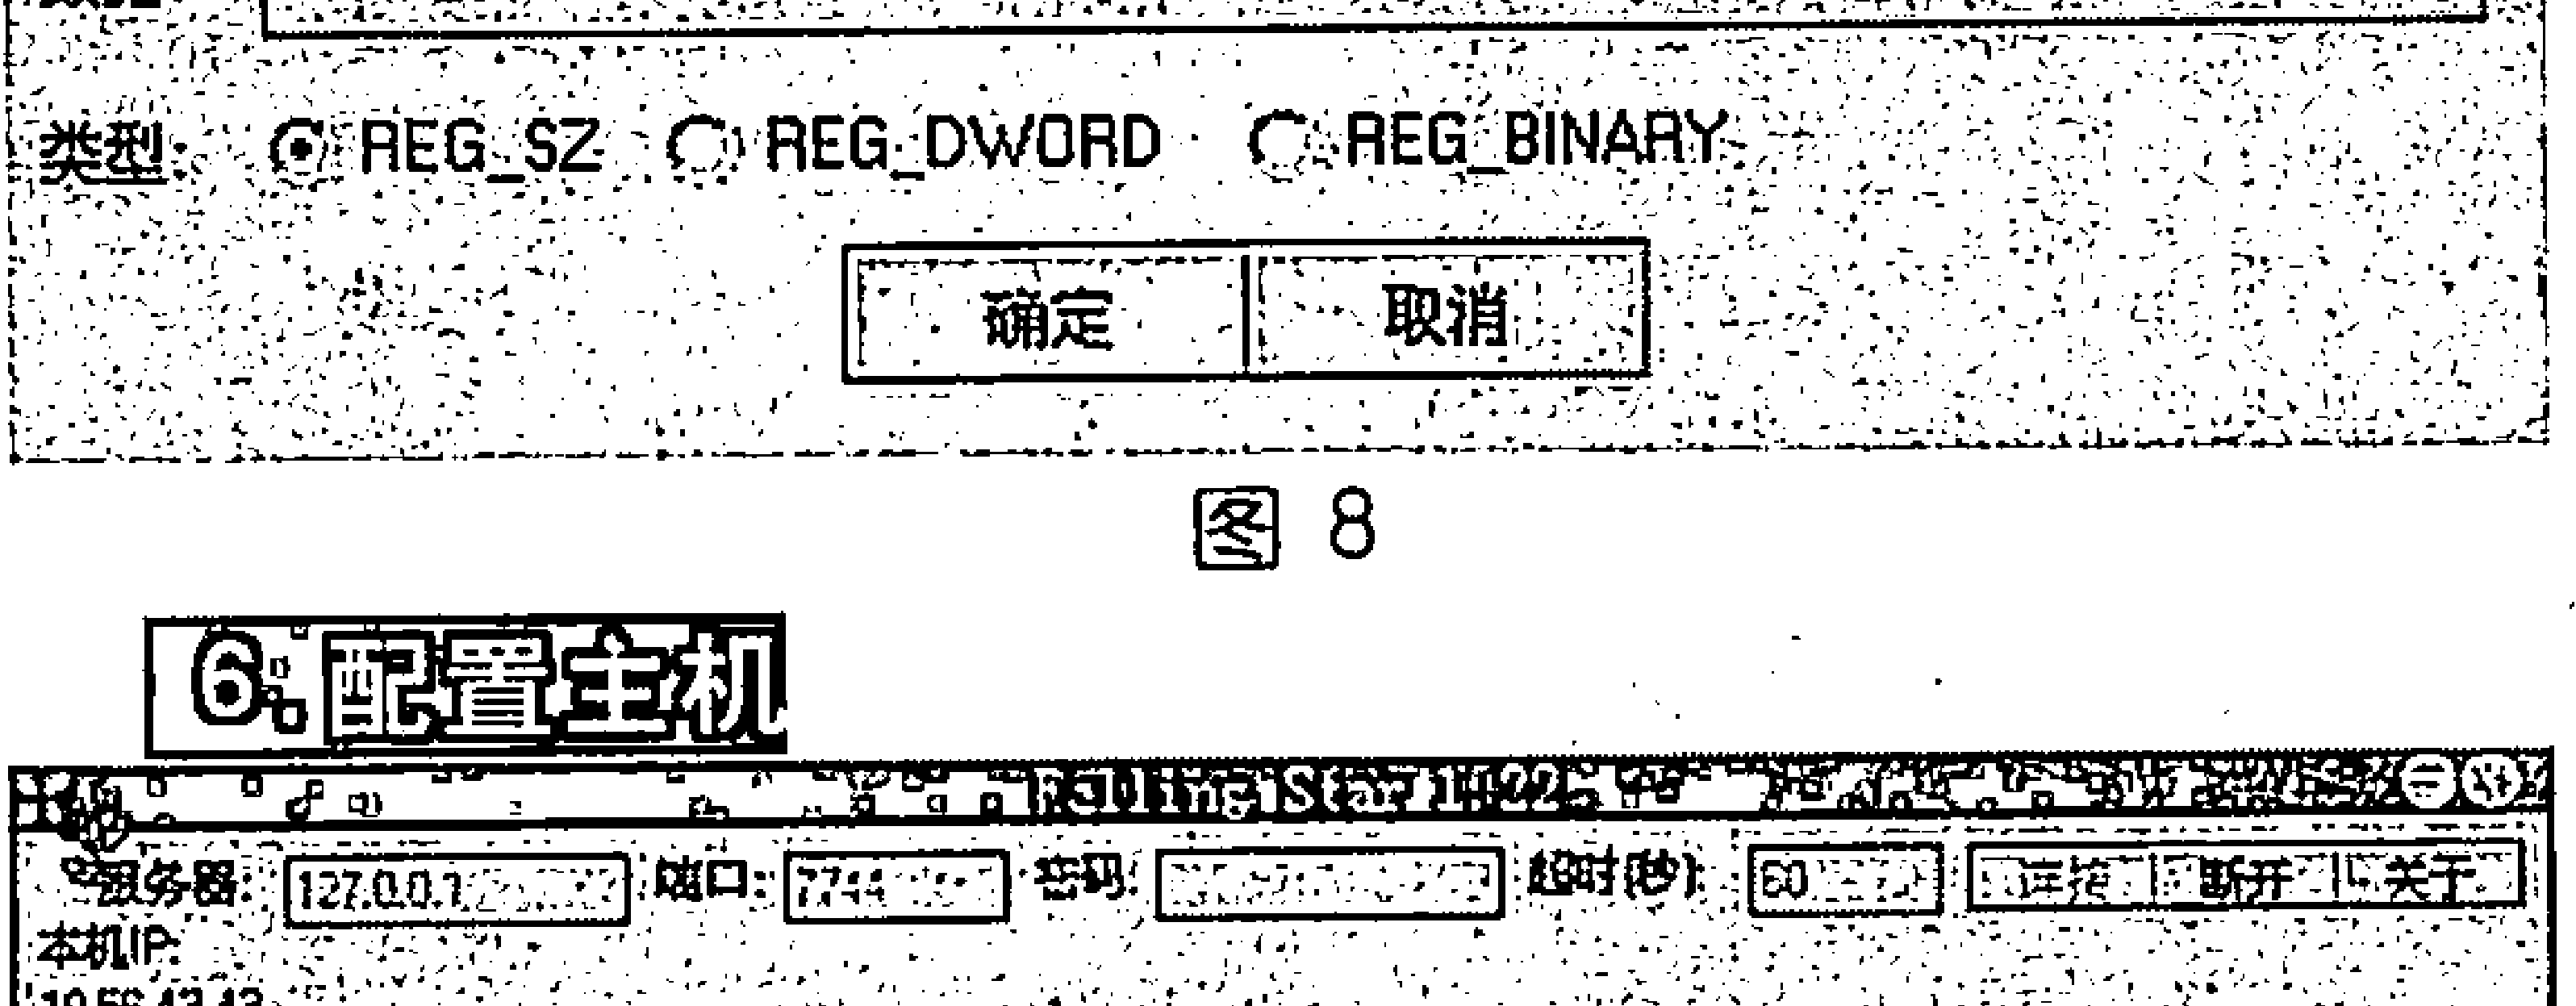 类型: REG_SZ REG_DWORD REG_BINARY
确定 取消
图 8
6.配置主机
服务器: 127.0.0.1 端口: 密码: 超时(秒) 60 连接 断开 关于
本机IP: